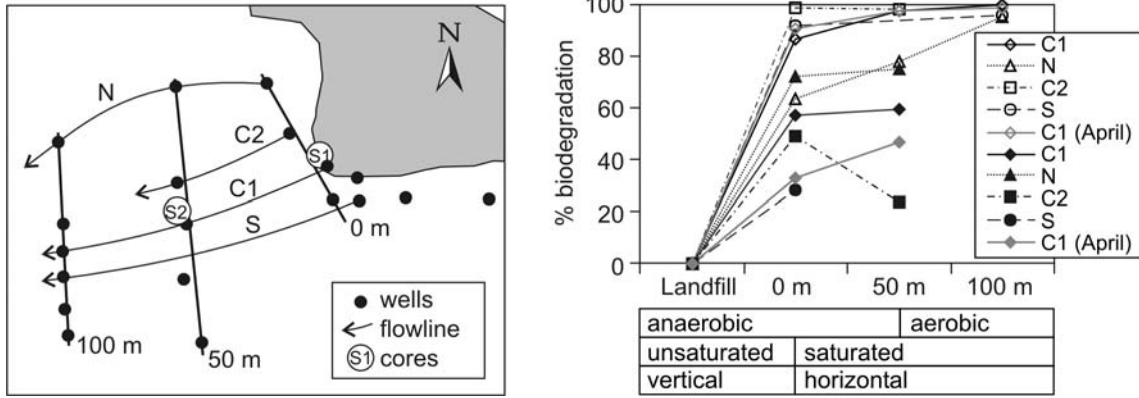 N
N
C2
S1
C1
S2
S
0 m
50 m
100 m
wells
flowline
S1 cores
% biodegradation
100
80
60
40
20
0
Landfill 0 m 50 m 100 m
C1
N
C2
S
C1 (April)
C1
N
C2
S
C1 (April)
anaerobic aerobic
unsaturated saturated
vertical horizontal